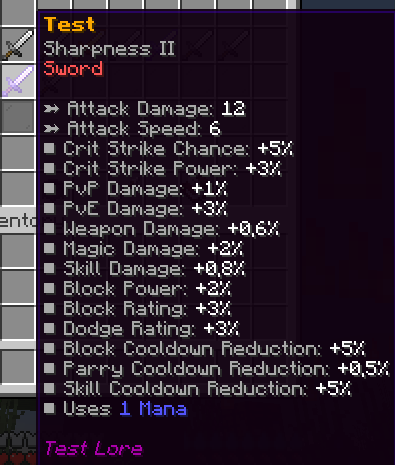 Test
Sharpness II
Sword
➳ Attack Damage: 12
➳ Attack Speed: 6
■ Crit Strike Chance: +5%
■ Crit Strike Power: +3%
■ PvP Damage: +1%
■ PvE Damage: +3%
■ Weapon Damage: +0,6%
■ Magic Damage: +2%
■ Skill Damage: +0,8%
■ Block Power: +2%
■ Block Rating: +3%
■ Dodge Rating: +3%
■ Block Cooldown Reduction: +5%
■ Parry Cooldown Reduction: +0,5%
■ Skill Cooldown Reduction: +5%
■ Uses 1 Mana
Test Lore